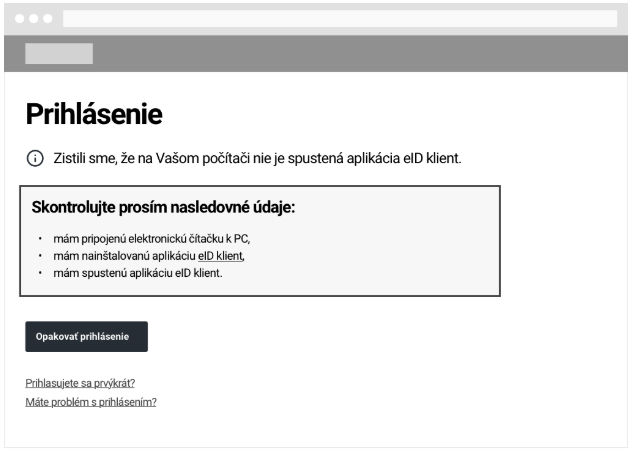 Prihlásenie
Zistili sme, že na Vašom počítači nie je spustená aplikácia eID klient.
Skontrolujte prosím nasledovné údaje:
• mám pripojenú elektronickú čítačku k PC,
• mám nainštalovanú aplikáciu eID klient,
• mám spustenú aplikáciu eID klient.
Opakovať prihlásenie
Prihlasujete sa prvýkrát?
Máte problém s prihlásením?